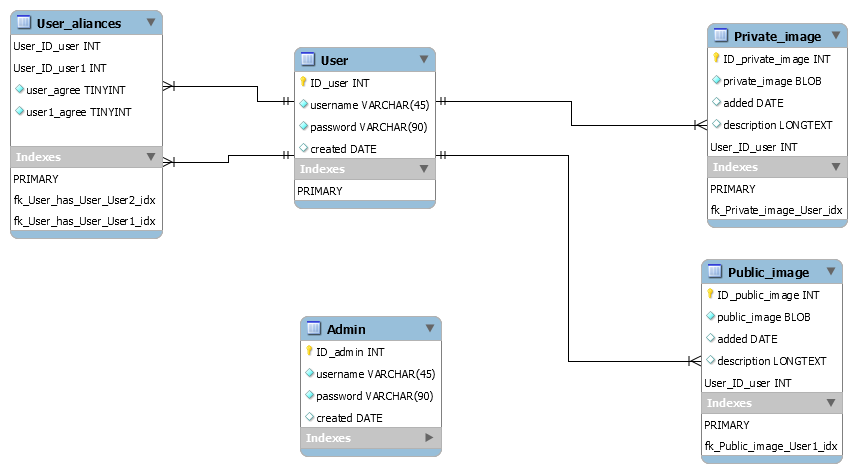 User_aliances
User_ID_user INT
User_ID_user1 INT
user_agree TINYINT
user1_agree TINYINT
Indexes
PRIMARY
fk_User_has_User_User2_idx
fk_User_has_User_User1_idx
User
ID_user INT
username VARCHAR(45)
password VARCHAR(90)
created DATE
Indexes
PRIMARY
Admin
ID_admin INT
username VARCHAR(45)
password VARCHAR(90)
created DATE
Indexes
Private_image
ID_private_image INT
private_image BLOB
added DATE
description LONGTEXT
User_ID_user INT
Indexes
PRIMARY
fk_Private_image_User_idx
Public_image
ID_public_image INT
public_image BLOB
added DATE
description LONGTEXT
User_ID_user INT
Indexes
PRIMARY
fk_Public_image_User1_idx